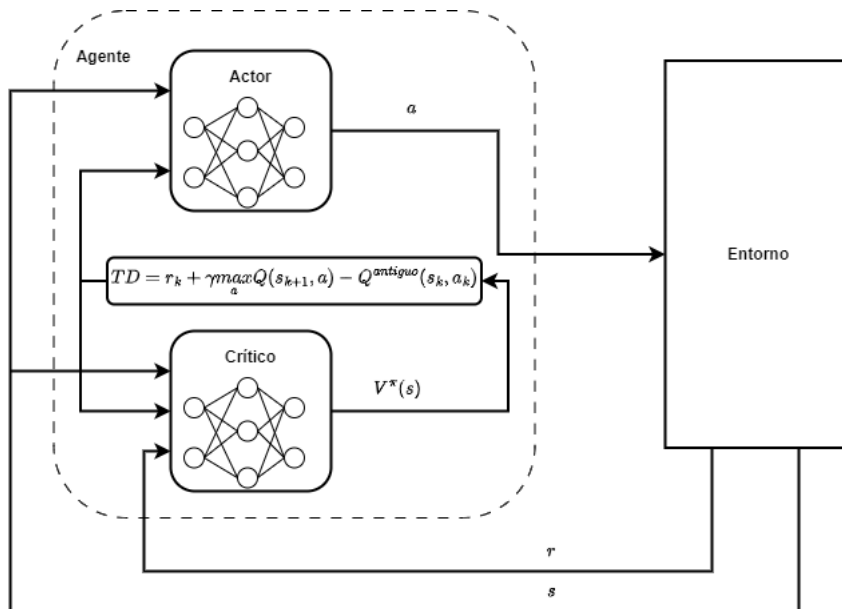 Agente
Actor
a
Entorno
TD = r_k + γ max_a Q(s_{k+1}, a) − Q^{antiguo}(s_k, a_k)
Crítico
V^π(s)
r
s